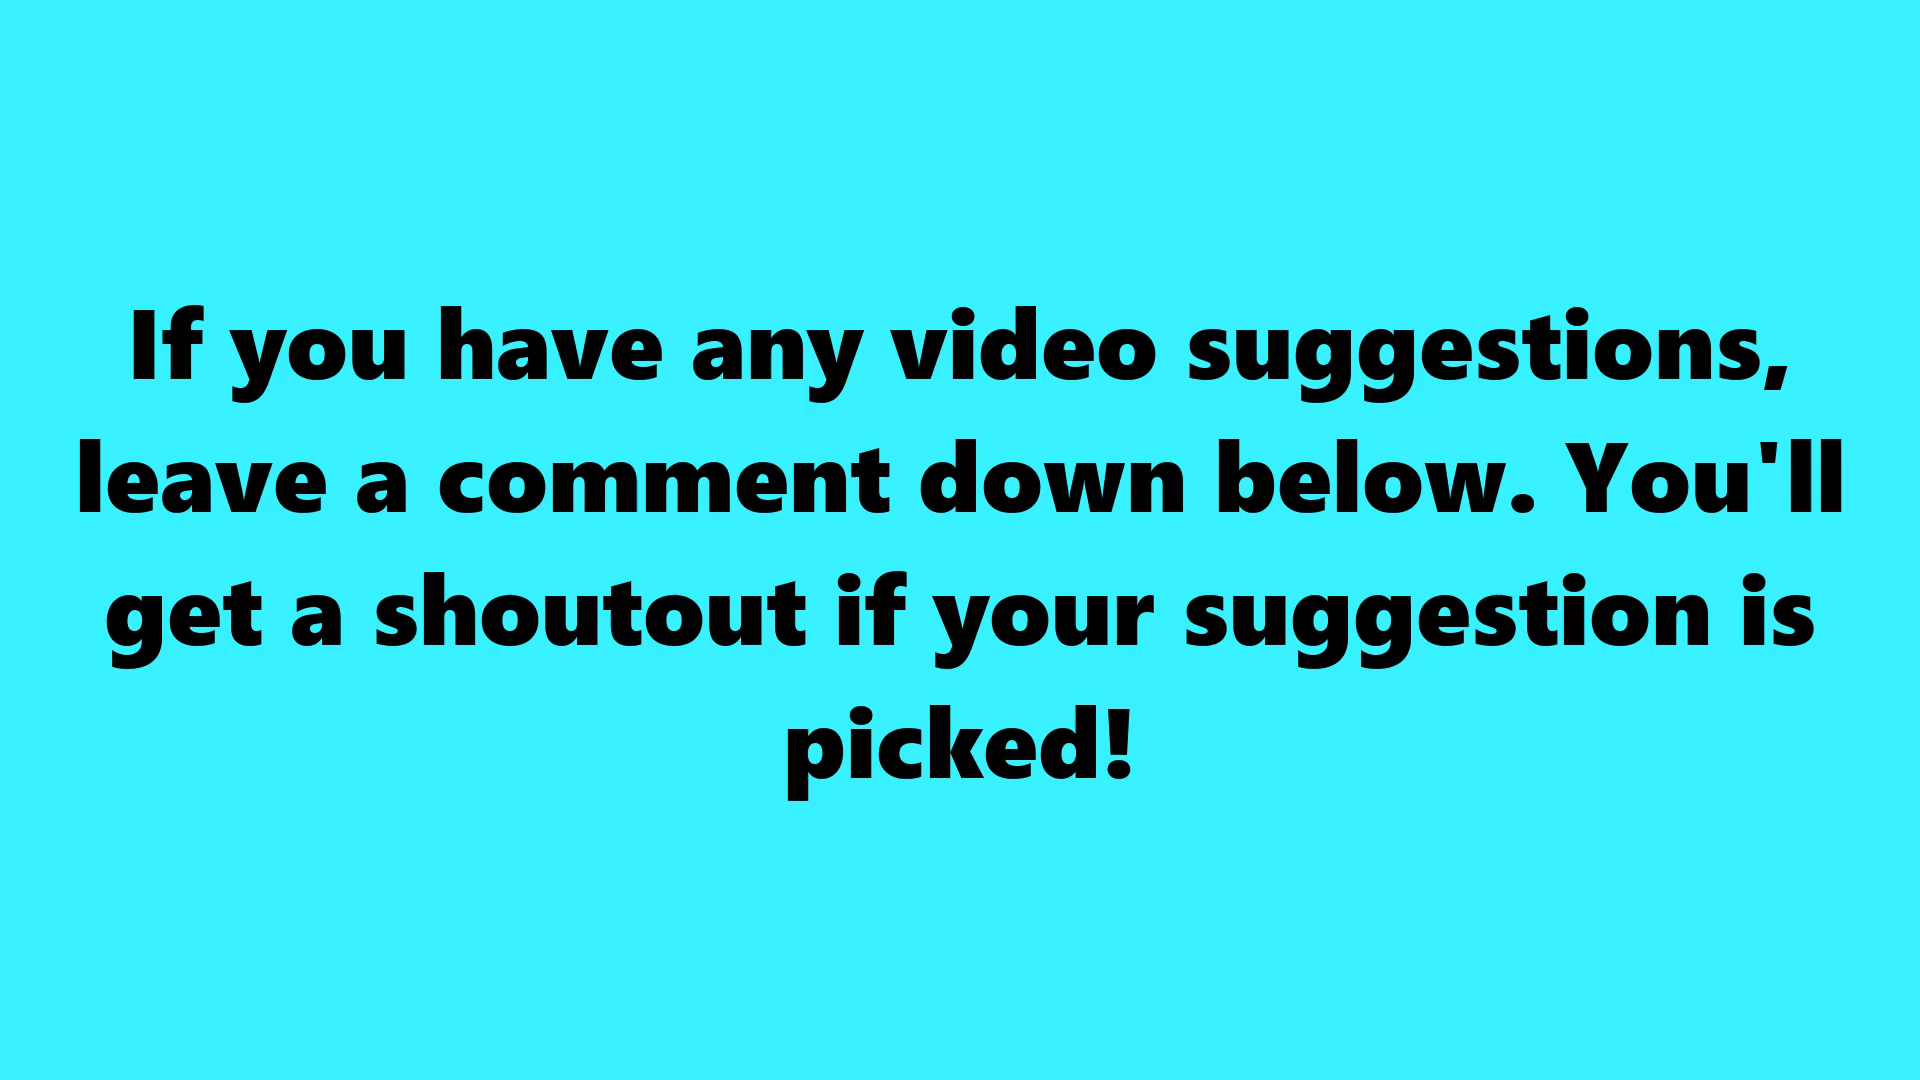 If you have any video suggestions,
leave a comment down below. You'll
get a shoutout if your suggestion is
picked!